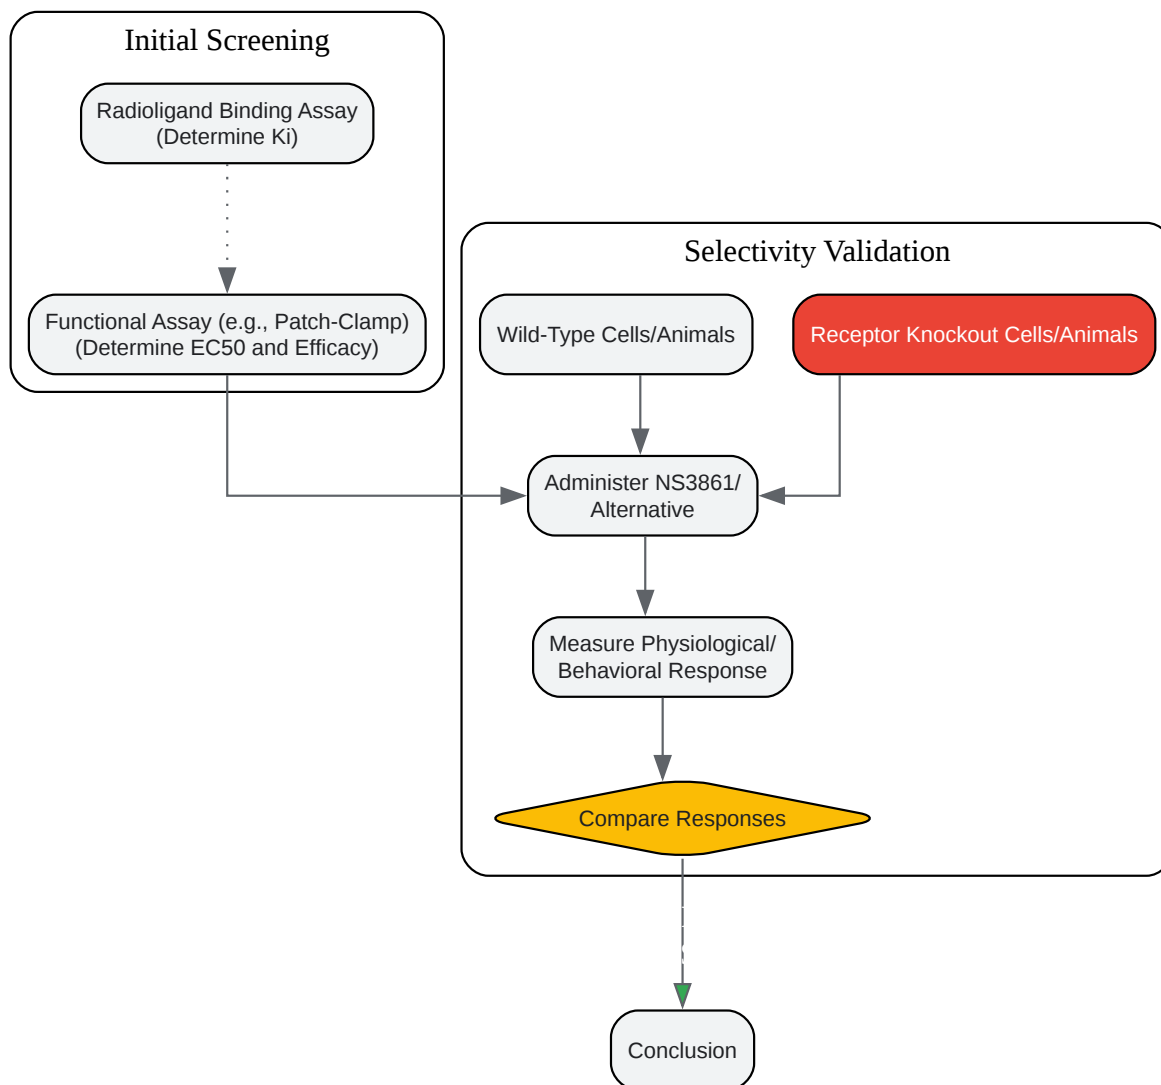 Initial Screening
Radioligand Binding Assay
(Determine Ki)
Functional Assay (e.g., Patch-Clamp)
(Determine EC50 and Efficacy)
Selectivity Validation
Wild-Type Cells/Animals
Receptor Knockout Cells/Animals
Administer NS3861/
Alternative
Measure Physiological/
Behavioral Response
Compare Responses
Conclusion